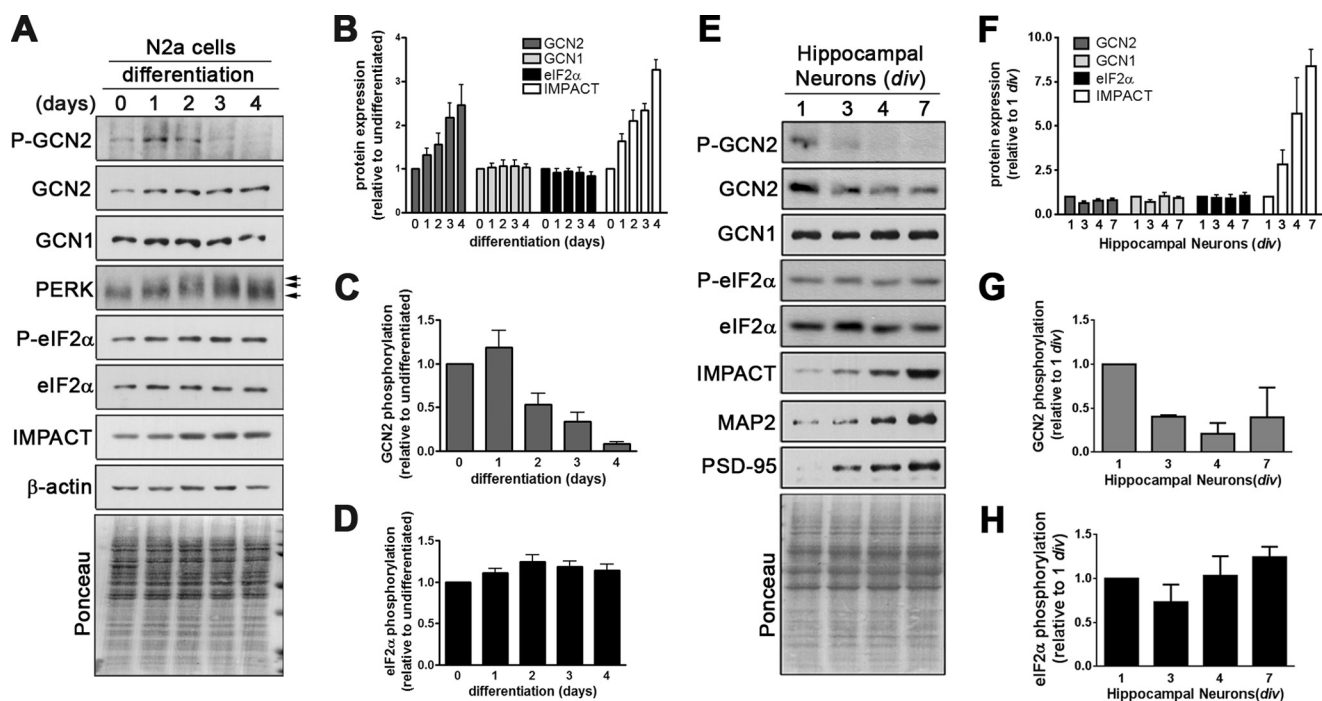 A
N2a cells
differentiation
(days) 0 1 2 3 4
P-GCN2
GCN2
GCN1
PERK
P-eIF2α
eIF2α
IMPACT
β-actin
Ponceau
B
protein expression
(relative to undifferentiated)
4
3
2
1
0
GCN2
GCN1
eIF2α
IMPACT
0 1 2 3 4 0 1 2 3 4 0 1 2 3 4 0 1 2 3 4
differentiation (days)
C
GCN2 phosphorylation
(relative to undifferentiated)
1.5
1.0
0.5
0.0
0 1 2 3 4
differentiation (days)
D
eIF2α phosphorylation
(relative to undifferentiated)
1.5
1.0
0.5
0.0
0 1 2 3 4
differentiation (days)
E
Hippocampal
Neurons (div)
1 3 4 7
P-GCN2
GCN2
GCN1
P-eIF2α
eIF2α
IMPACT
MAP2
PSD-95
Ponceau
F
protein expression
(relative to 1 div)
10.0
7.5
5.0
2.5
0.0
GCN2
GCN1
eIF2α
IMPACT
1 3 4 7 1 3 4 7 1 3 4 7 1 3 4 7
Hippocampal Neurons (div)
G
GCN2 phosphorylation
(relative to 1 div)
1.5
1.0
0.5
0.0
1 3 4 7
Hippocampal Neurons(div)
H
eIF2α phosphorylation
(relative to 1 div)
1.5
1.0
0.5
0.0
1 3 4 7
Hippocampal Neurons(div)